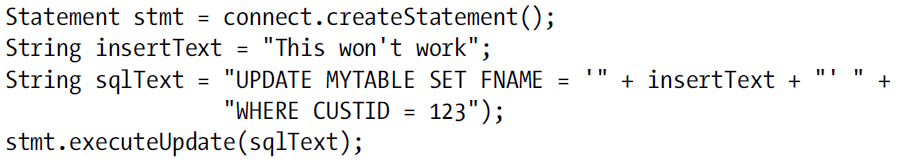 Statement stmt = connect.createStatement();
String insertText = "This won't work";
String sqlText = "UPDATE MYTABLE SET FNAME = '" + insertText + "' " +
"WHERE CUSTID = 123");
stmt.executeUpdate(sqlText);